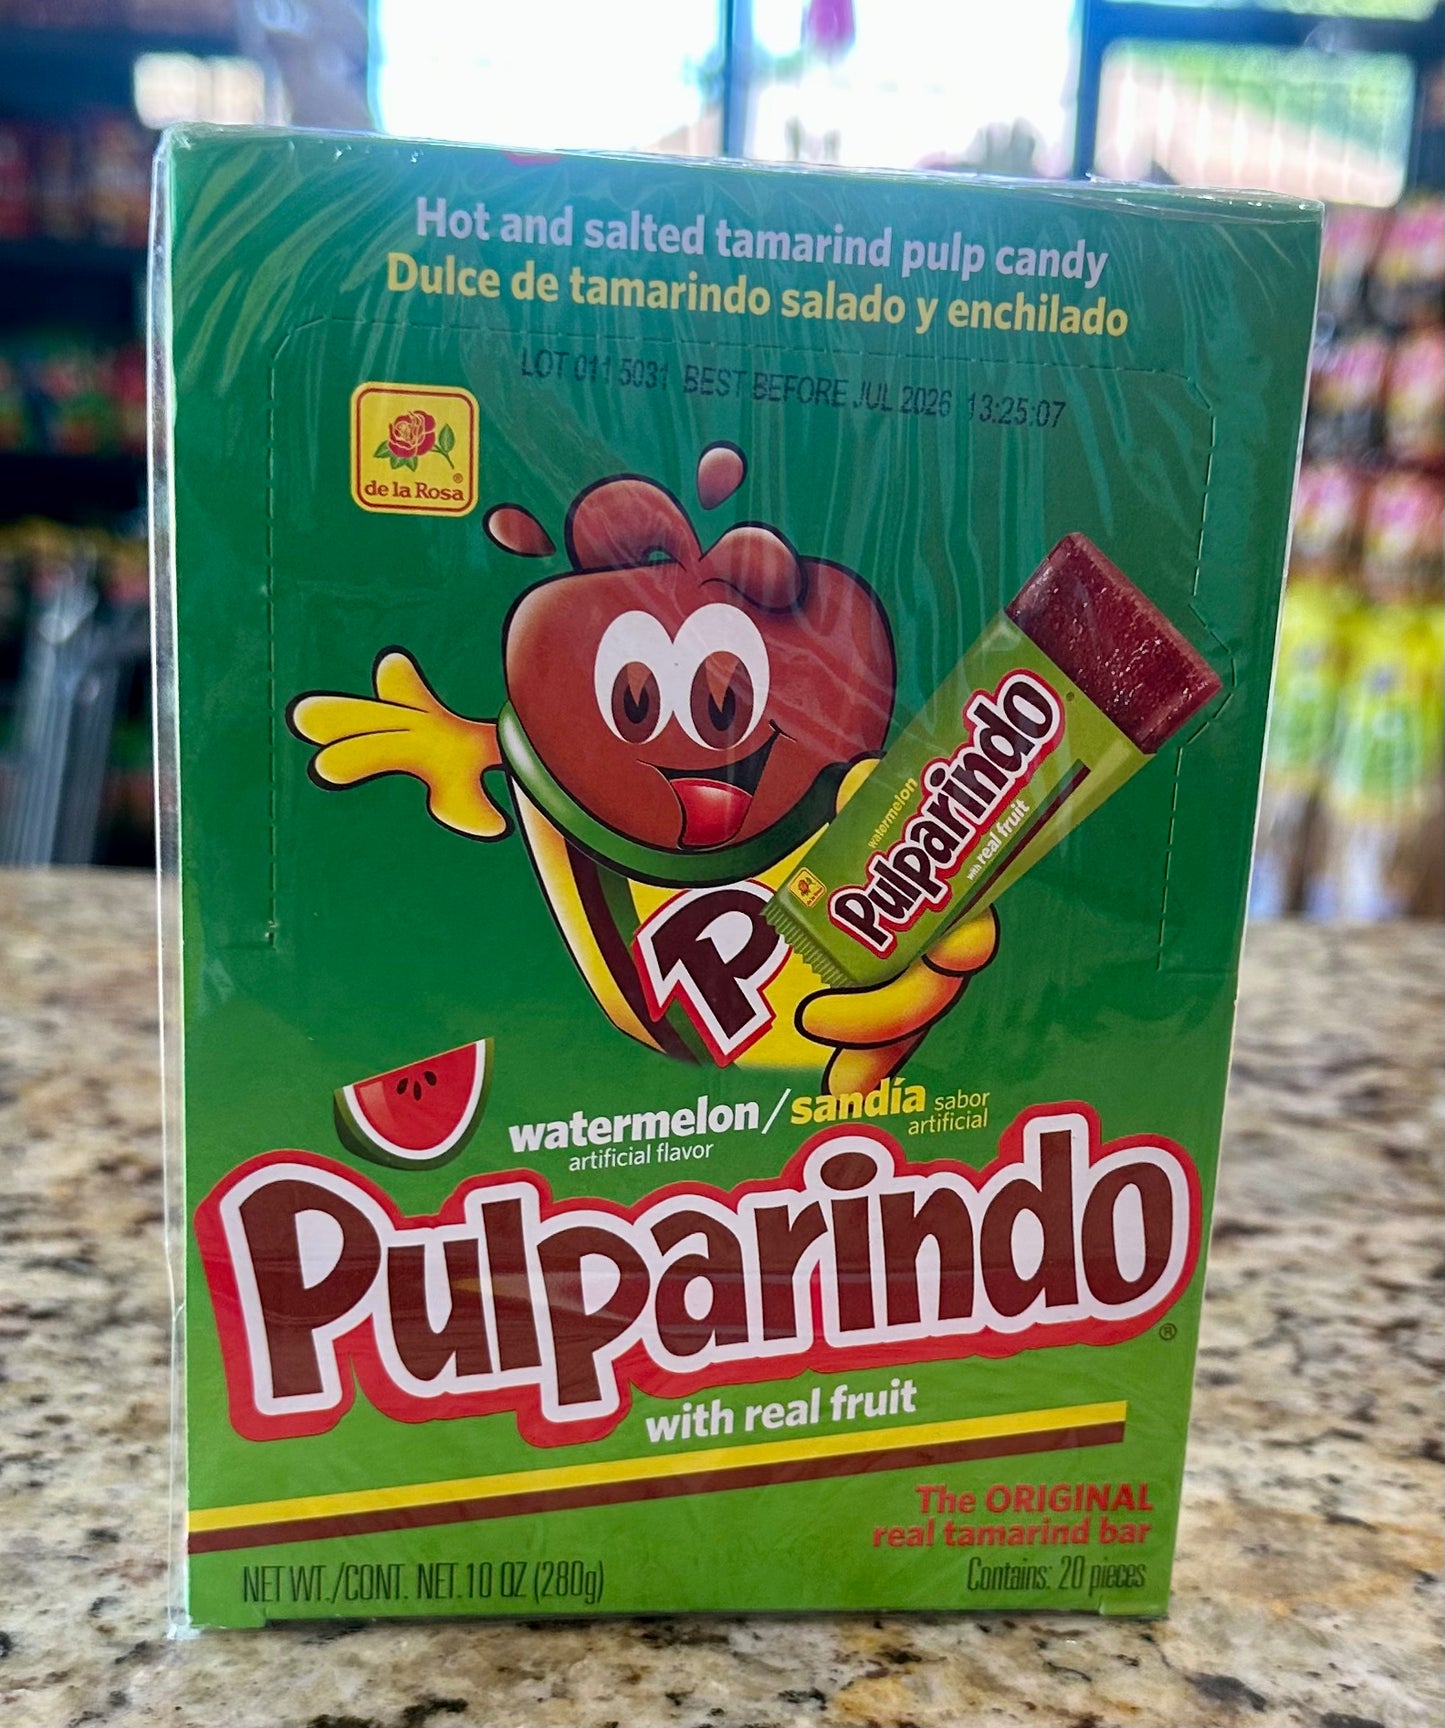 Hot and salted tamarind pulp candy
Dulce de tamarindo salado y enchilado
LOT 011 5031 BEST BEFORE JUL 2026 13:25:07
de la Rosa®
watermelon
Pulparindo
with real fruit
P
watermelon/sandía sabor artificial
artificial flavor
Pulparindo®
with real fruit
The ORIGINAL
real tamarind bar
NET WT./CONT. NET.10 OZ (280g)
Contains: 20 pieces